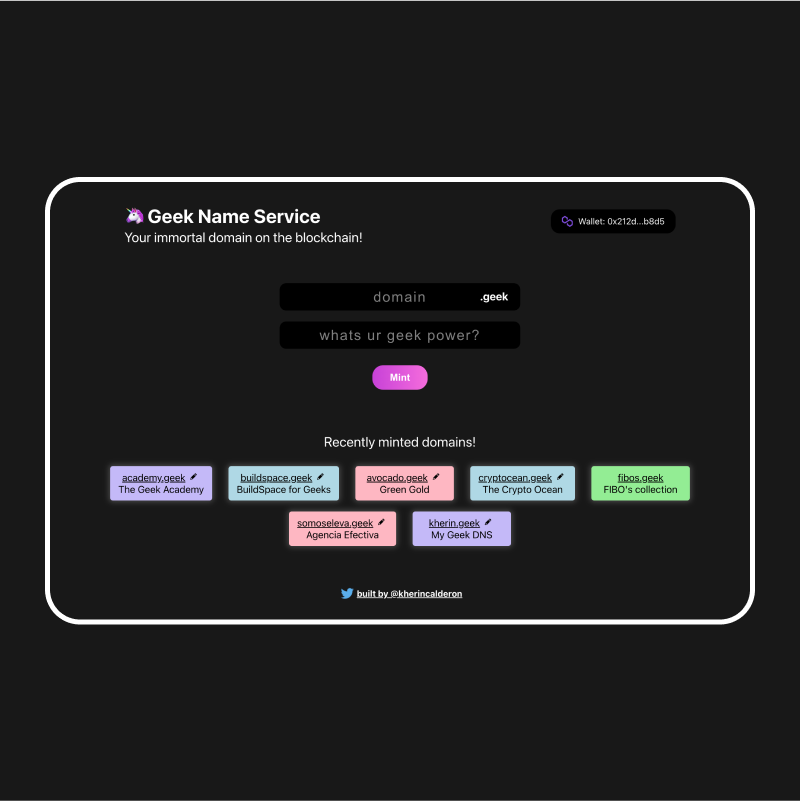 Geek Name Service
Your immortal domain on the blockchain!
Wallet: 0x212d...b8d5
domain .geek
whats ur geek power?
Mint
Recently minted domains!
academy.geek
The Geek Academy
buildspace.geek
BuildSpace for Geeks
avocado.geek
Green Gold
cryptocean.geek
The Crypto Ocean
fibos.geek
FIBO's collection
somoseleva.geek
Agencia Efectiva
kherin.geek
My Geek DNS
built by @kherincalderon